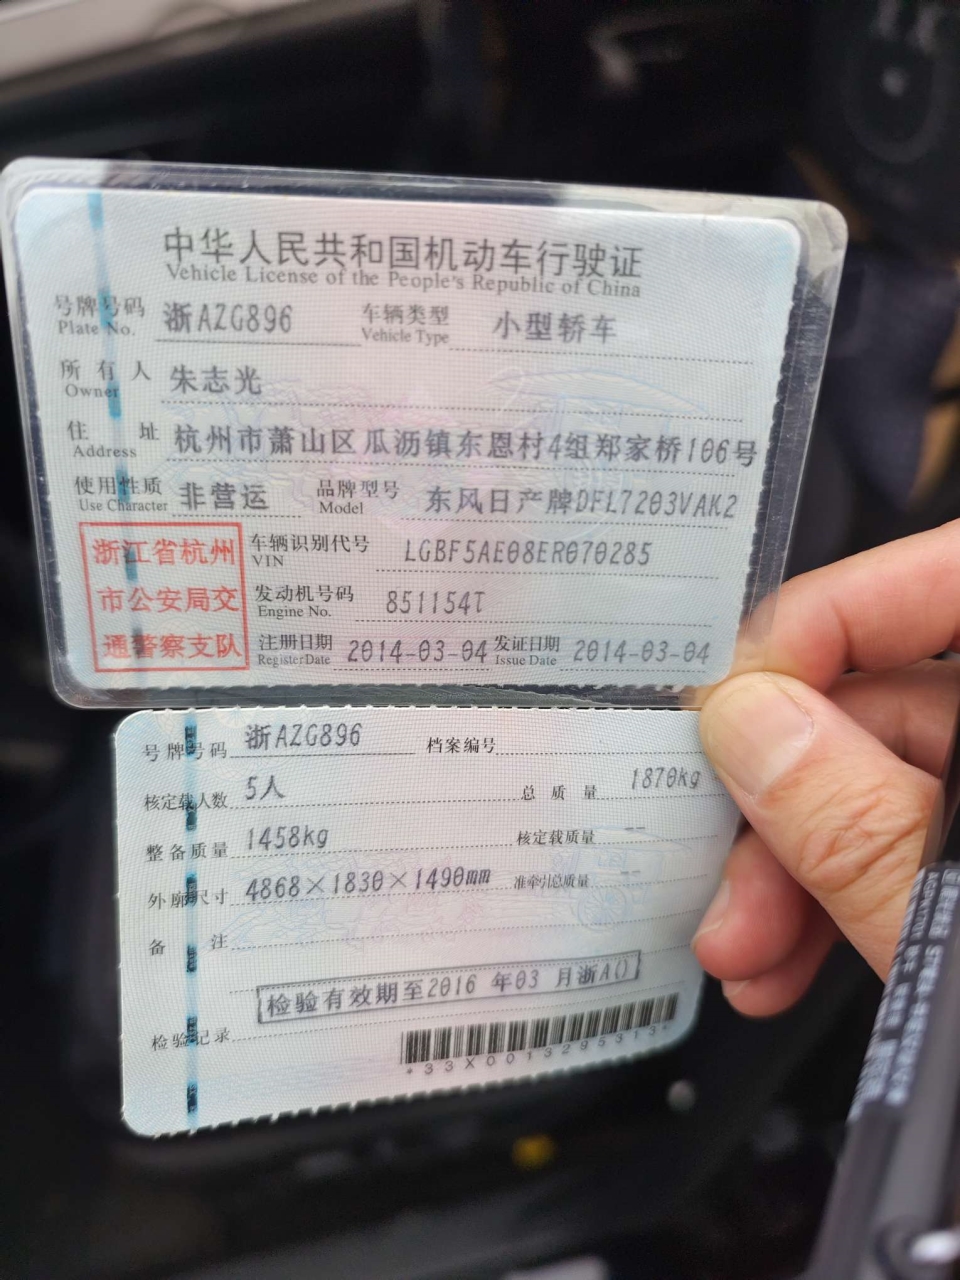 中华人民共和国机动车行驶证
Vehicle License of the People's Republic of China
号牌号码 浙AZG896 车辆类型 小型轿车
Plate No. Vehicle Type
所有人 朱志光
Owner
住址 杭州市萧山区瓜沥镇东恩村4组郑家桥106号
Address
使用性质 非营运 品牌型号 东风日产牌DFL7203VAK2
Use Character Model
浙江省杭州
市公安局交
通警察支队
车辆识别代号 LGBF5AE08ER070285
VIN
发动机号码 851154T
Engine No.
注册日期 2014-03-04 发证日期 2014-03-04
Register Date Issue Date
号牌号码 浙AZG896 档案编号
核定载人数 5人 总质量 1870kg
整备质量 1458kg 核定载质量 --
外廓尺寸 4868×1830×1490mm 准牵引总质量 --
备注
检验有效期至2016 年03 月浙A()
检验记录
*33X0013295313*